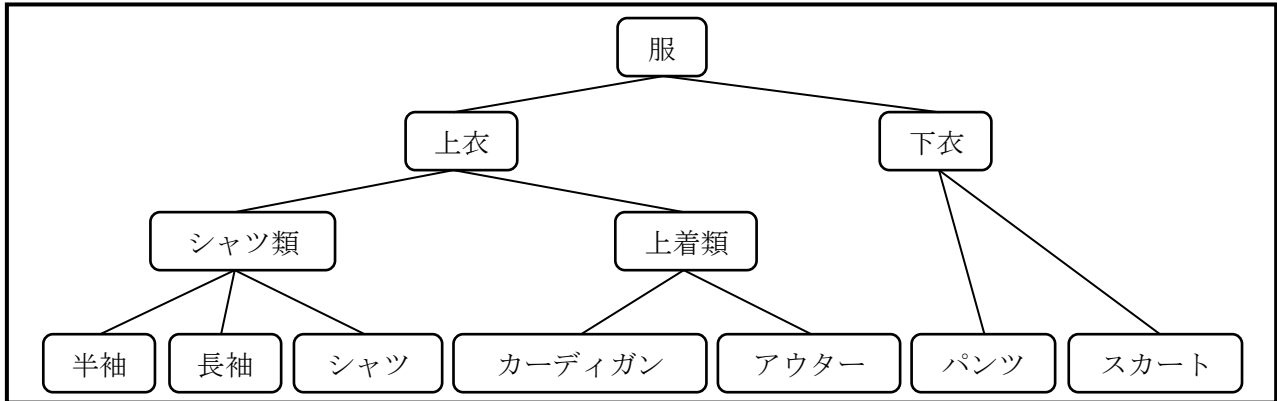 服
上衣
下衣
シャツ類
上着類
半袖
長袖
シャツ
カーディガン
アウター
パンツ
スカート